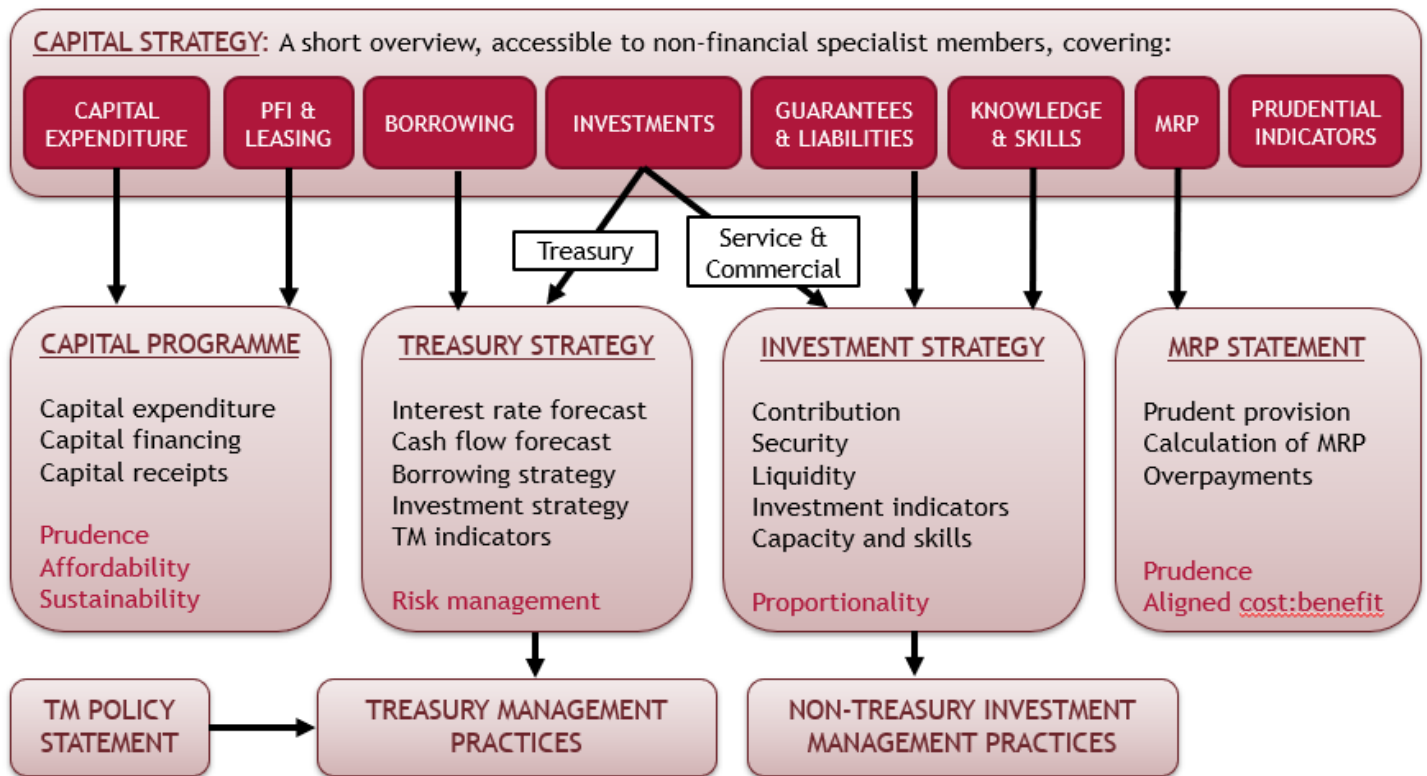 CAPITAL STRATEGY: A short overview, accessible to non-financial specialist members, covering:
CAPITAL
EXPENDITURE
PFI &
LEASING
BORROWING
INVESTMENTS
GUARANTEES
& LIABILITIES
KNOWLEDGE
& SKILLS
MRP
PRUDENTIAL
INDICATORS
Treasury
Service &
Commercial
CAPITAL PROGRAMME
Capital expenditure
Capital financing
Capital receipts
Prudence
Affordability
Sustainability
TREASURY STRATEGY
Interest rate forecast
Cash flow forecast
Borrowing strategy
Investment strategy
TM indicators
Risk management
INVESTMENT STRATEGY
Contribution
Security
Liquidity
Investment indicators
Capacity and skills
Proportionality
MRP STATEMENT
Prudent provision
Calculation of MRP
Overpayments
Prudence
Aligned cost:benefit
TM POLICY
STATEMENT
TREASURY MANAGEMENT
PRACTICES
NON-TREASURY INVESTMENT
MANAGEMENT PRACTICES